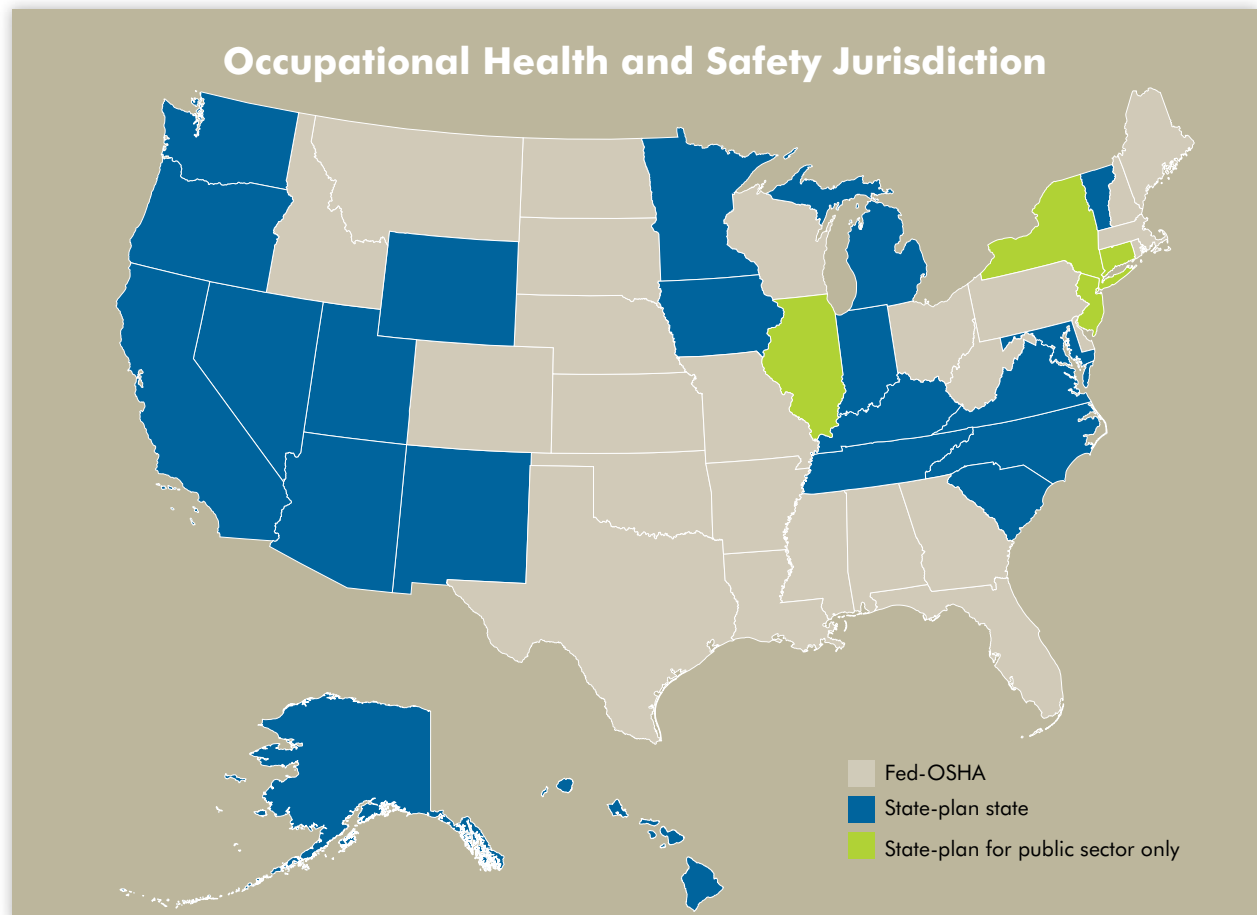 Occupational Health and Safety Jurisdiction
Fed-OSHA
State-plan state
State-plan for public sector only